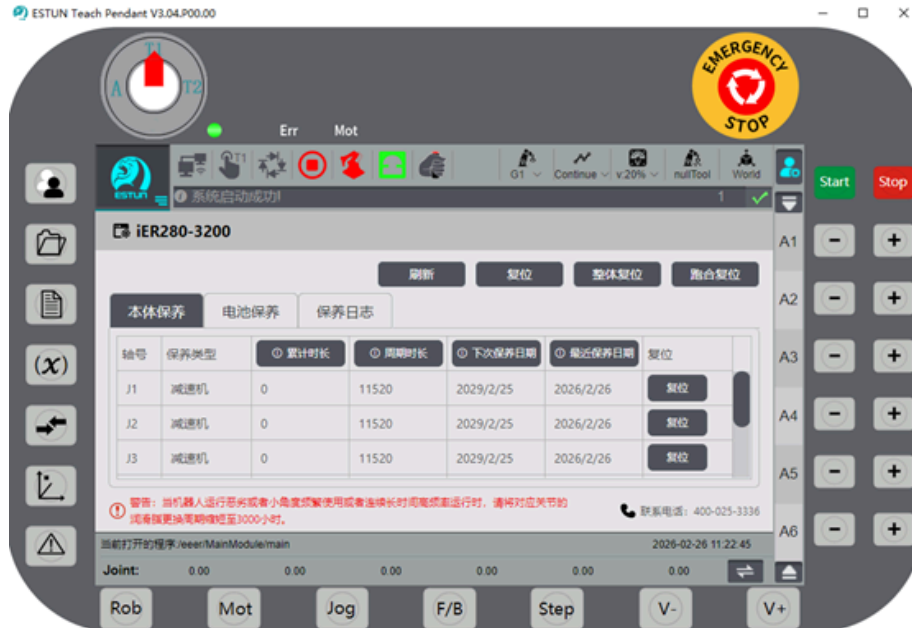 ESTUN Teach Pendant V3.04.P00.00
T1
A
T2
EMERGENCY
STOP
Err Mot
T1
G1 Continue v:20% nullTool World
ESTUN
系统启动成功! 1
Start Stop
iER280-3200
A1
刷新 复位 整体复位 跑合复位
A2
本体保养 电池保养 保养日志
轴号 保养类型 累计时长 周期时长 下次保养日期 最近保养日期 复位
A3
J1 减速机 0 11520 2029/2/25 2026/2/26 复位
J2 减速机 0 11520 2029/2/25 2026/2/26 复位
A4
J3 减速机 0 11520 2029/2/25 2026/2/26 复位
A5
警告：当机器人运行恶劣或者小角度频繁使用或者连续长时间高频率运行时，请将对应关节的
润滑脂更换周期缩短至3000小时。
联系电话：400-025-3336
A6
当前打开的程序:/eeer/MainModule/main 2026-02-26 11:22:45
Joint: 0.00 0.00 0.00 0.00 0.00 0.00
(x)
Rob Mot Jog F/B Step V- V+